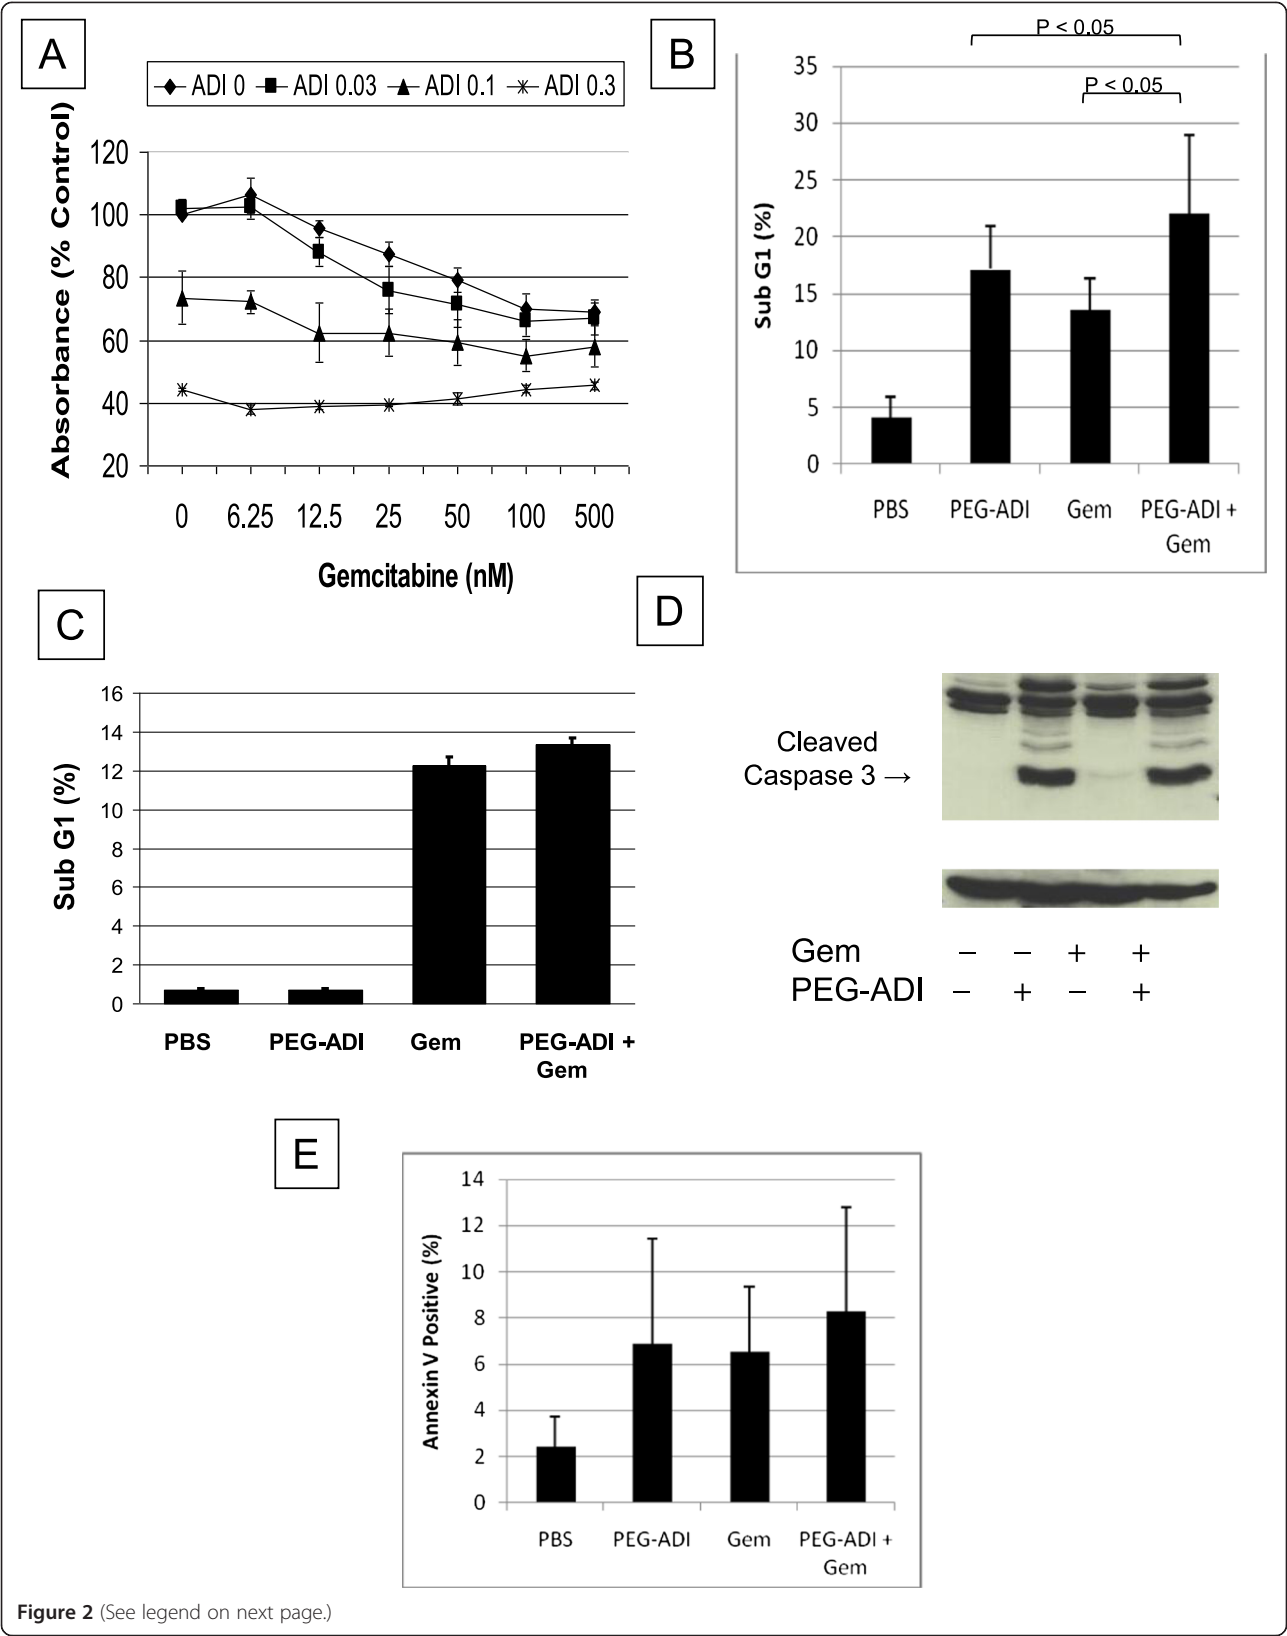 A
ADI 0 ADI 0.03 ADI 0.1 ADI 0.3
Absorbance (% Control)
120
100
80
60
40
20
0 6.25 12.5 25 50 100 500
Gemcitabine (nM)
B
P < 0.05
P < 0.05
Sub G1 (%)
35
30
25
20
15
10
5
0
PBS PEG-ADI Gem PEG-ADI +
Gem
C
Sub G1 (%)
16
14
12
10
8
6
4
2
0
PBS PEG-ADI Gem PEG-ADI +
Gem
D
Cleaved
Caspase 3 →
Gem – – + +
PEG-ADI – + – +
E
Annexin V Positive (%)
14
12
10
8
6
4
2
0
PBS PEG-ADI Gem PEG-ADI +
Gem
Figure 2 (See legend on next page.)